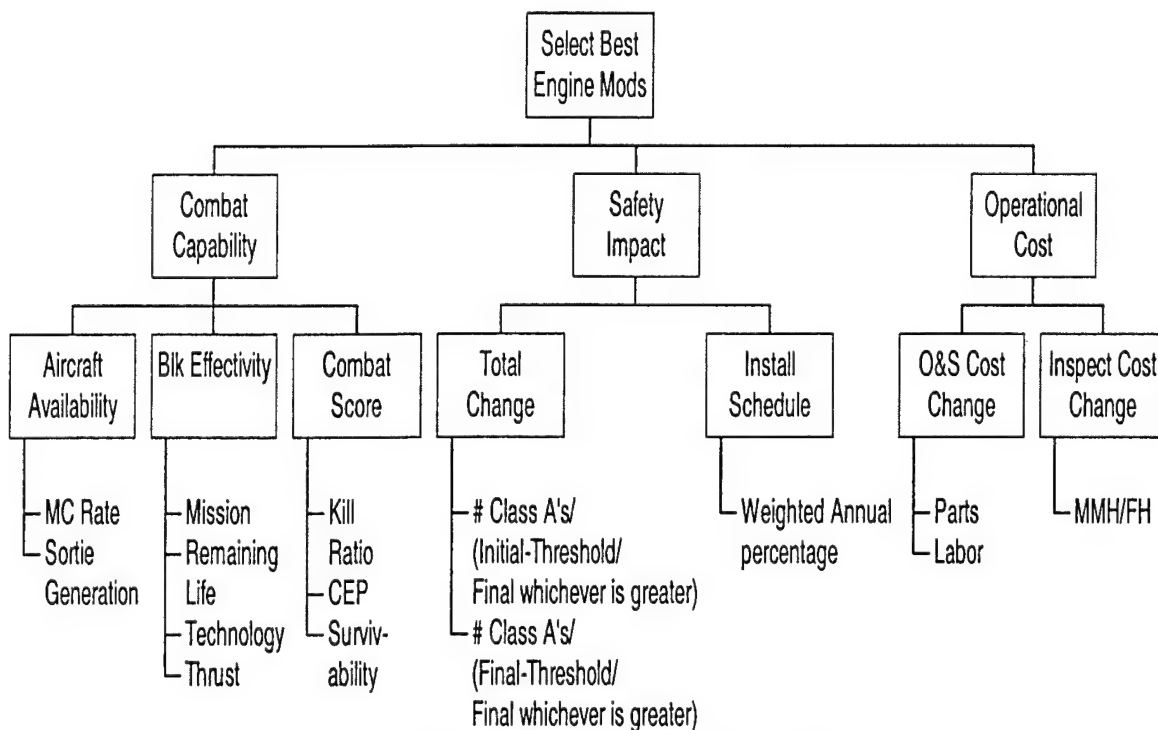 Select Best
Engine Mods
Combat
Capability
Safety
Impact
Operational
Cost
Aircraft
Availability
Blk Effectivity
Combat
Score
Total
Change
Install
Schedule
O&S Cost
Change
Inspect Cost
Change
MC Rate
Sortie
Generation
Mission
Remaining
Life
Technology
Thrust
Kill
Ratio
CEP
Surviv-
ability
# Class A's/
(Initial-Threshold/
Final whichever is greater)
# Class A's/
(Final-Threshold/
Final whichever is greater)
Weighted Annual
percentage
Parts
Labor
MMH/FH